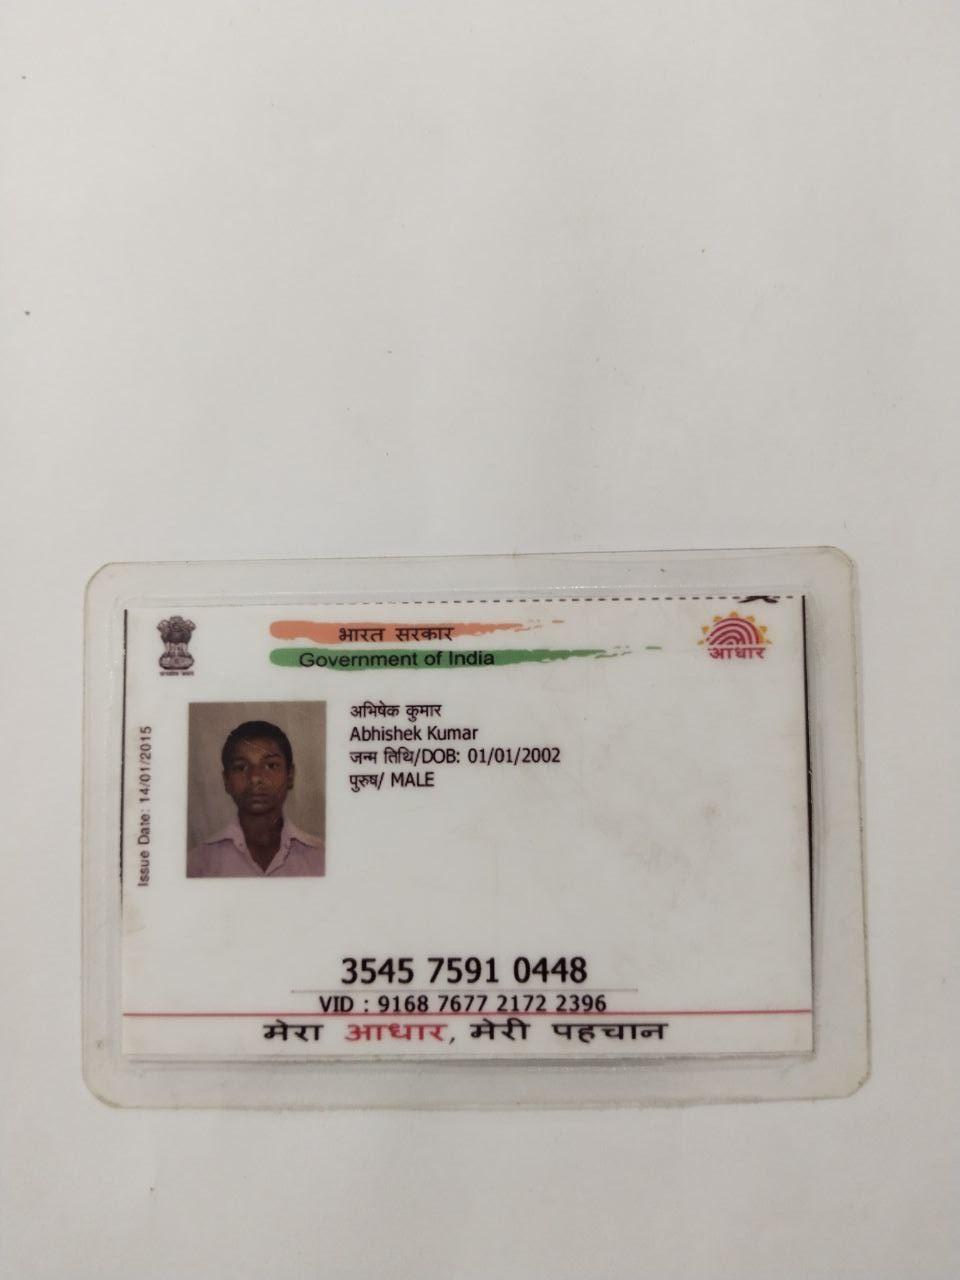 भारत सरकार
Government of India
आधार
अभिषेक कुमार
Abhishek Kumar
जन्म तिथि/DOB: 01/01/2002
पुरुष/ MALE
Issue Date: 14/01/2015
3545 7591 0448
VID : 9168 7677 2172 2396
मेरा आधार, मेरी पहचान